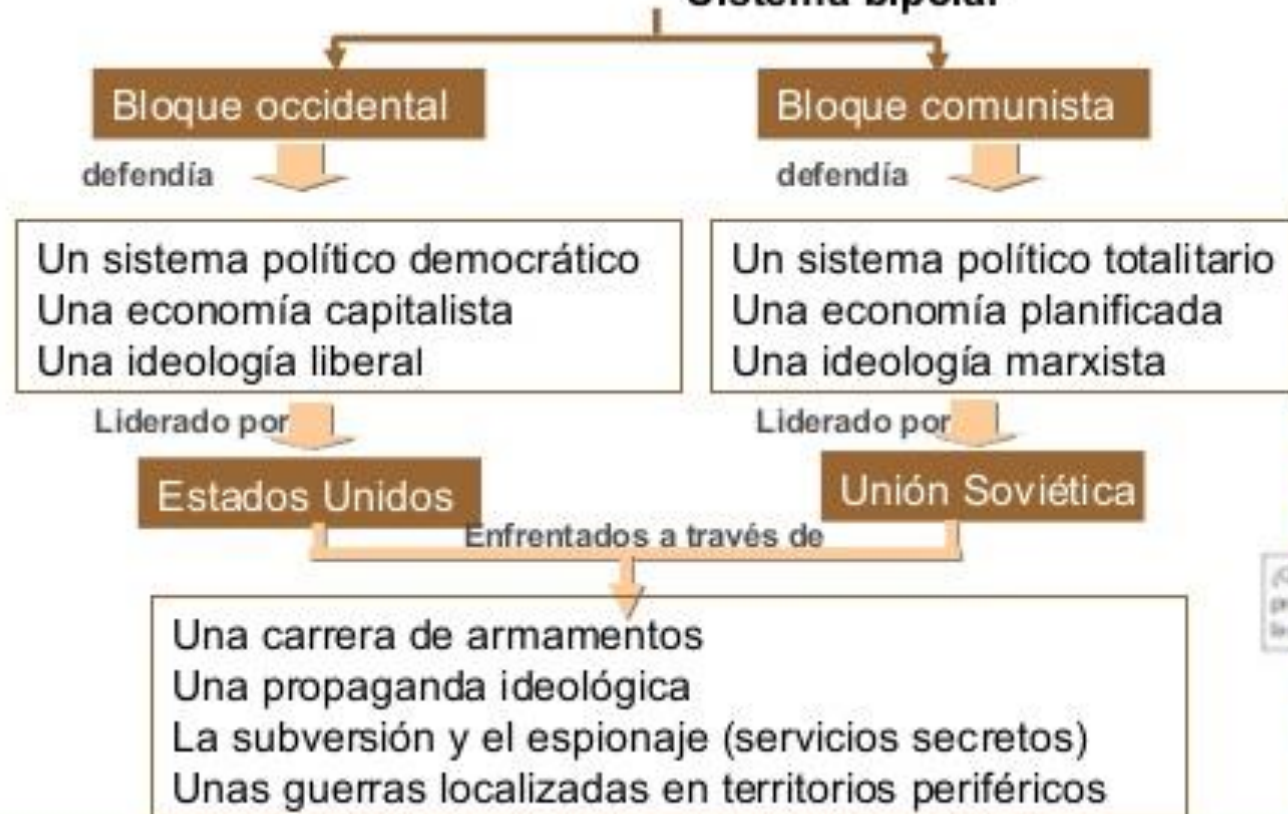 Sistema bipolar
Bloque occidental
Bloque comunista
defendía
defendía
Un sistema político democrático
Una economía capitalista
Una ideología liberal
Un sistema político totalitario
Una economía planificada
Una ideología marxista
Liderado por
Liderado por
Estados Unidos
Unión Soviética
Enfrentados a través de
Una carrera de armamentos
Una propaganda ideológica
La subversión y el espionaje (servicios secretos)
Unas guerras localizadas en territorios periféricos